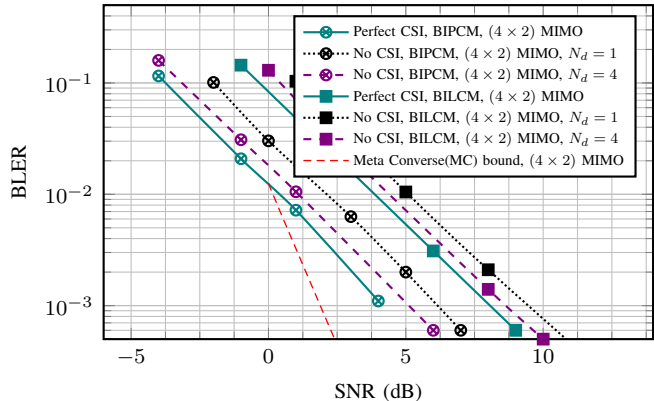 Perfect CSI, BIPCM, (4 × 2) MIMO
No CSI, BIPCM, (4 × 2) MIMO, N_d = 1
No CSI, BIPCM, (4 × 2) MIMO, N_d = 4
Perfect CSI, BILCM, (4 × 2) MIMO
No CSI, BILCM, (4 × 2) MIMO, N_d = 1
No CSI, BILCM, (4 × 2) MIMO, N_d = 4
Meta Converse(MC) bound, (4 × 2) MIMO
10^−1
10^−2
10^−3
BLER
−5 0 5 10
SNR (dB)